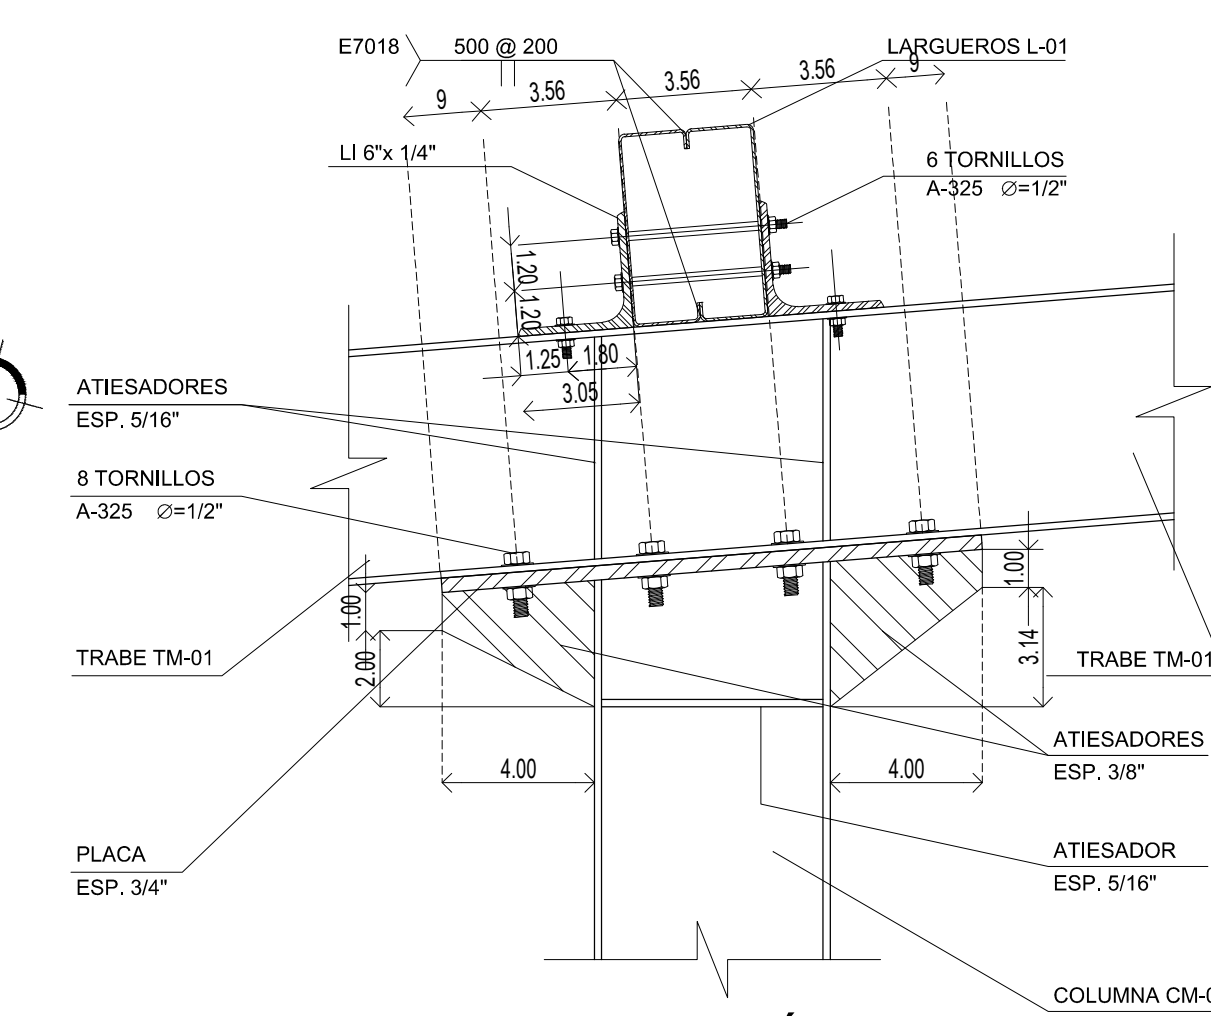 E7018
500 @ 200
LARGUEROS L-01
9
3.56
3.56
3.56
9
LI 6"x 1/4"
6 TORNILLOS
A-325 Ø=1/2"
1.20
1.20
1.25
1.80
3.05
ATIESADORES
ESP. 5/16"
8 TORNILLOS
A-325 Ø=1/2"
1.00
2.00
1.00
3.14
TRABE TM-01
TRABE TM-01
4.00
4.00
ATIESADORES
ESP. 3/8"
PLACA
ESP. 3/4"
ATIESADOR
ESP. 5/16"
COLUMNA CM-0